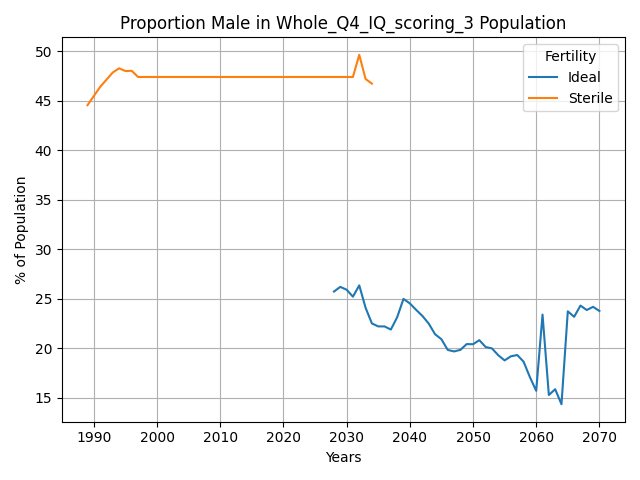 Proportion Male in Whole_Q4_IQ_scoring_3 Population
Fertility
Ideal
Sterile
% of Population
50
45
40
35
30
25
20
15
1990 2000 2010 2020 2030 2040 2050 2060 2070
Years